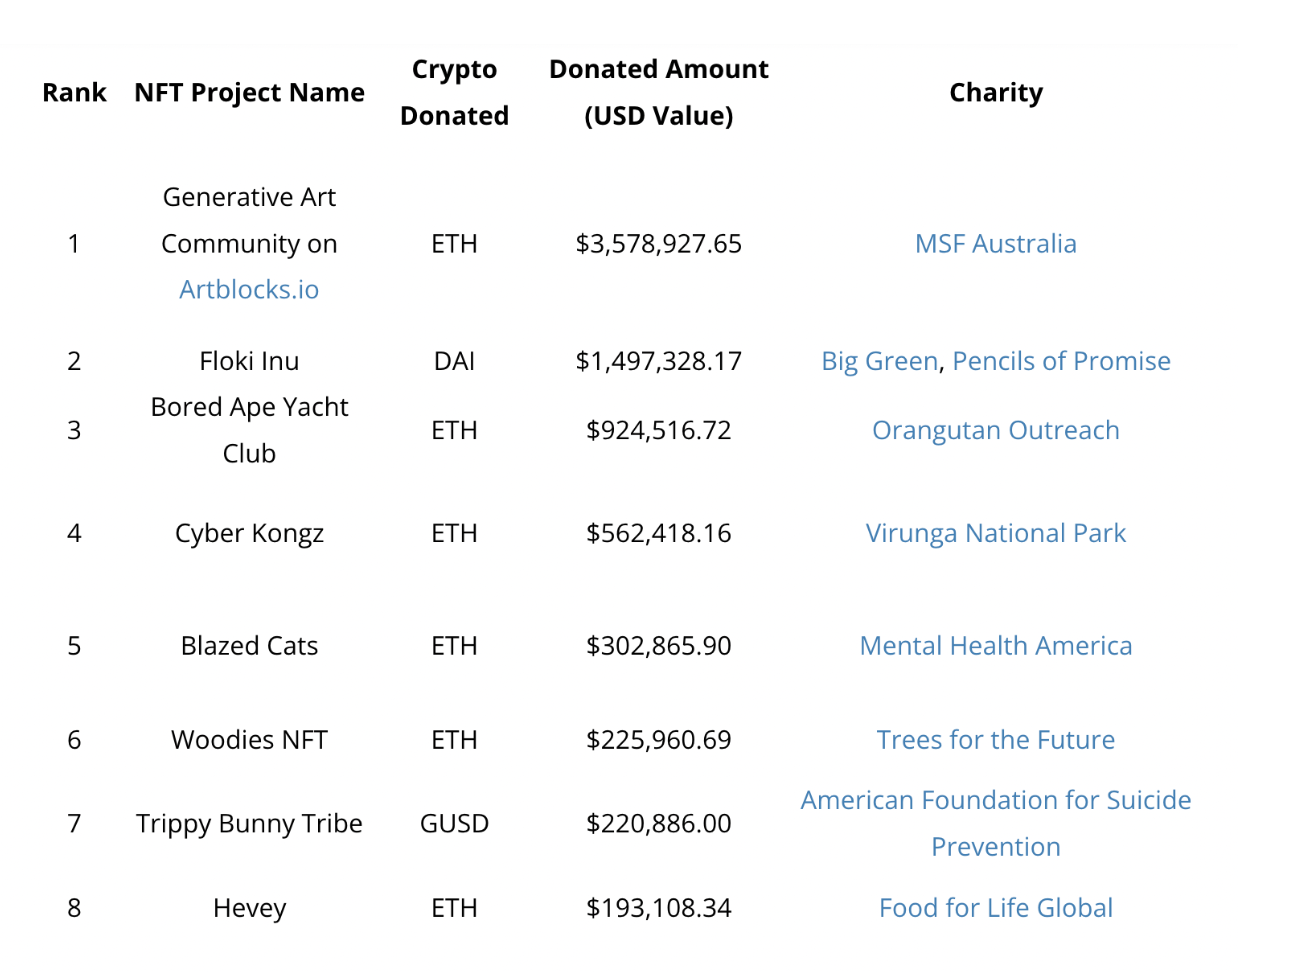 Rank NFT Project Name Crypto Donated Donated Amount (USD Value) Charity
1 Generative Art Community on Artblocks.io ETH $3,578,927.65 MSF Australia
2 Floki Inu DAI $1,497,328.17 Big Green, Pencils of Promise
3 Bored Ape Yacht Club ETH $924,516.72 Orangutan Outreach
4 Cyber Kongz ETH $562,418.16 Virunga National Park
5 Blazed Cats ETH $302,865.90 Mental Health America
6 Woodies NFT ETH $225,960.69 Trees for the Future
7 Trippy Bunny Tribe GUSD $220,886.00 American Foundation for Suicide Prevention
8 Hevey ETH $193,108.34 Food for Life Global